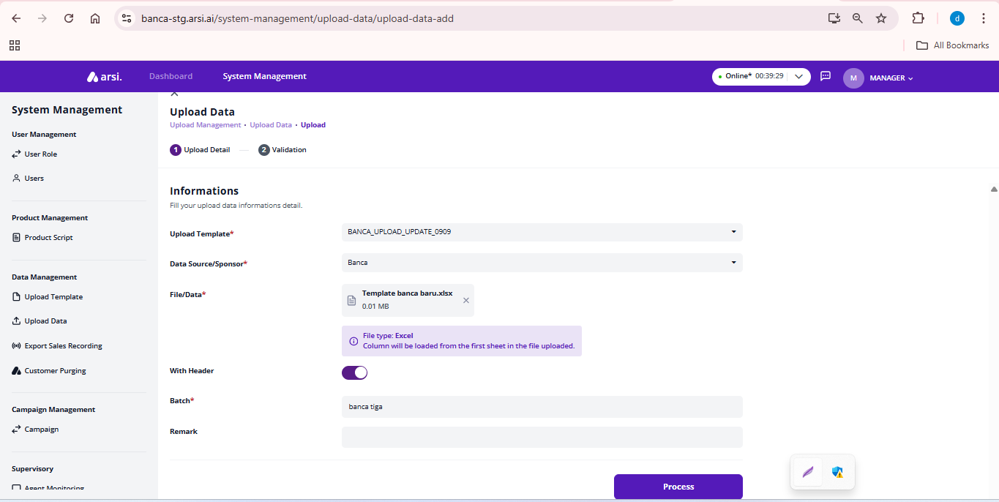 banca-stg.arsi.ai/system-management/upload-data/upload-data-add
d
All Bookmarks
arsi.
Dashboard
System Management
Online* 00:39:29
M
MANAGER
System Management
User Management
User Role
Users
Product Management
Product Script
Data Management
Upload Template
Upload Data
Export Sales Recording
Customer Purging
Campaign Management
Campaign
Supervisory
Agent Monitoring
Upload Data
Upload Management • Upload Data • Upload
1 Upload Detail
2 Validation
Informations
Fill your upload data informations detail.
Upload Template*
BANCA_UPLOAD_UPDATE_0909
Data Source/Sponsor*
Banca
File/Data*
Template banca baru.xlsx
0.01 MB
File type: Excel
Column will be loaded from the first sheet in the file uploaded.
With Header
Batch*
banca tiga
Remark
Process